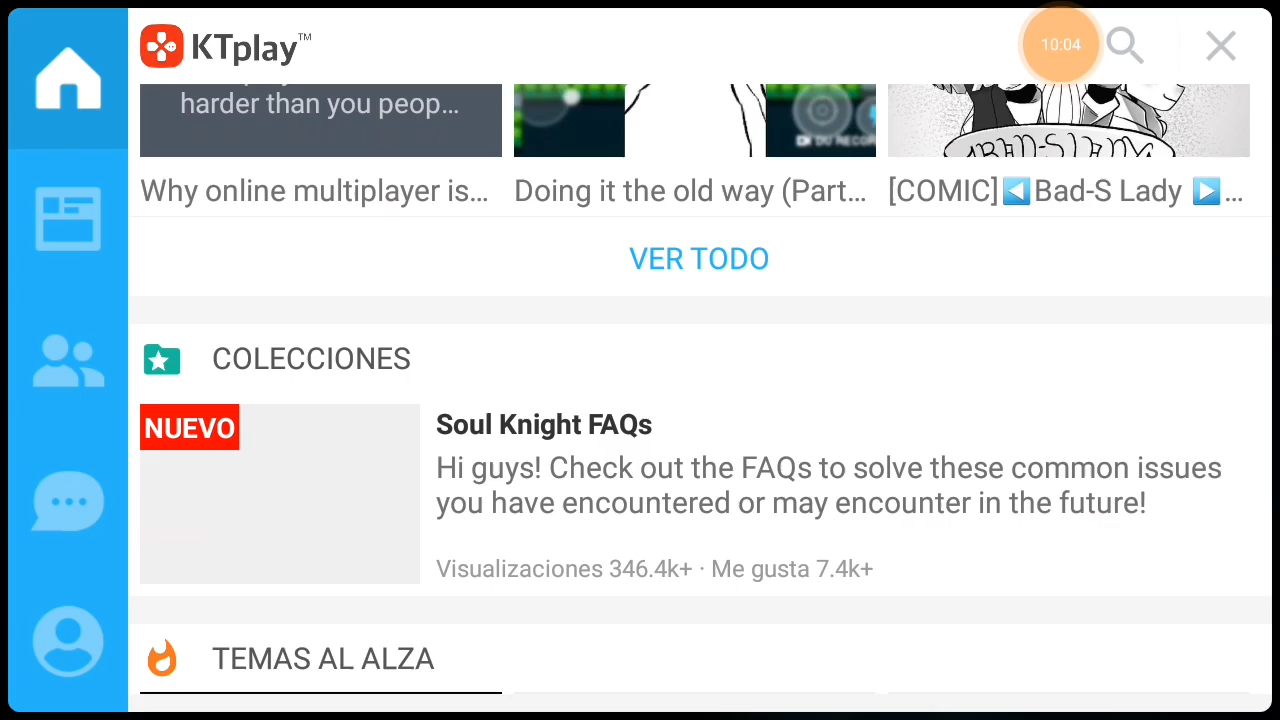 KTplay™
10:04
harder than you peop...
Why online multiplayer is...
Doing it the old way (Part...
[COMIC]◀Bad-S Lady ▶...
VER TODO
COLECCIONES
NUEVO
Soul Knight FAQs
Hi guys! Check out the FAQs to solve these common issues
you have encountered or may encounter in the future!
Visualizaciones 346.4k+ · Me gusta 7.4k+
TEMAS AL ALZA